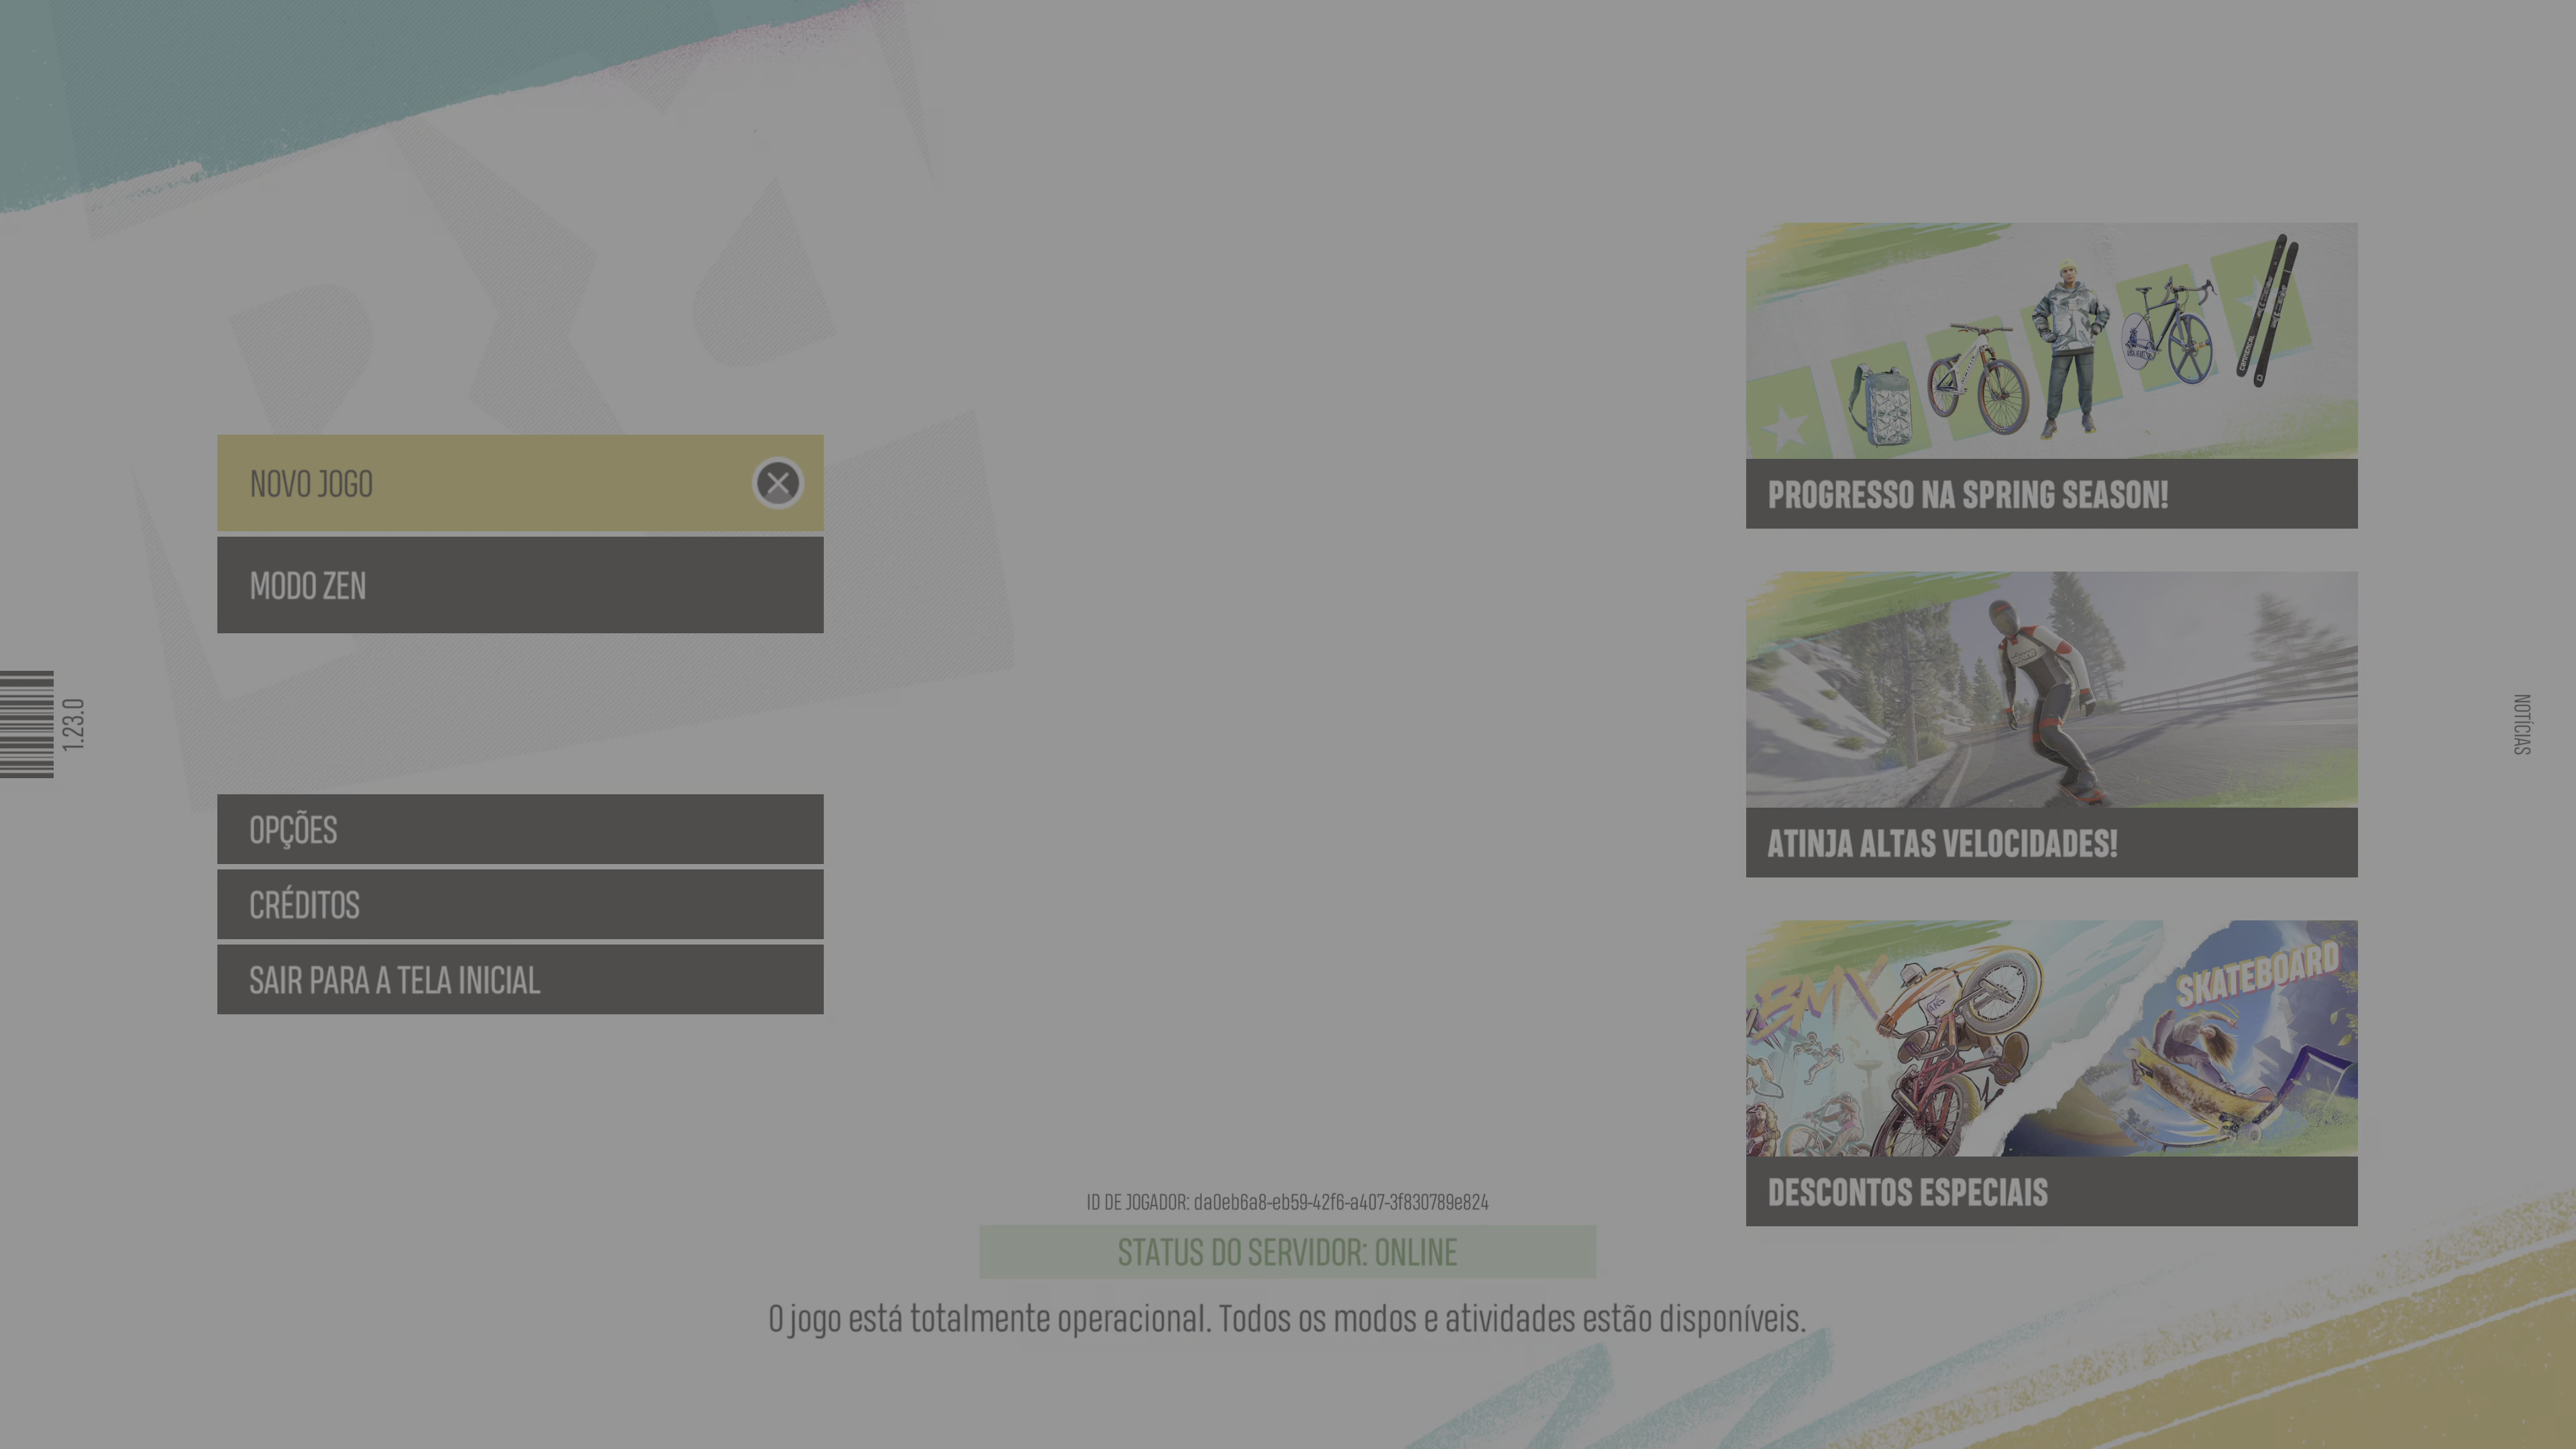 NOVO JOGO
MODO ZEN
1.23.0
OPÇÕES
CRÉDITOS
SAIR PARA A TELA INICIAL
PROGRESSO NA SPRING SEASON!
ATINJA ALTAS VELOCIDADES!
NOTÍCIAS
BMX
SKATEBOARD
DESCONTOS ESPECIAIS
ID DE JOGADOR: da0eb6a8-eb59-42f6-a407-3f830789e824
STATUS DO SERVIDOR: ONLINE
O jogo está totalmente operacional. Todos os modos e atividades estão disponíveis.